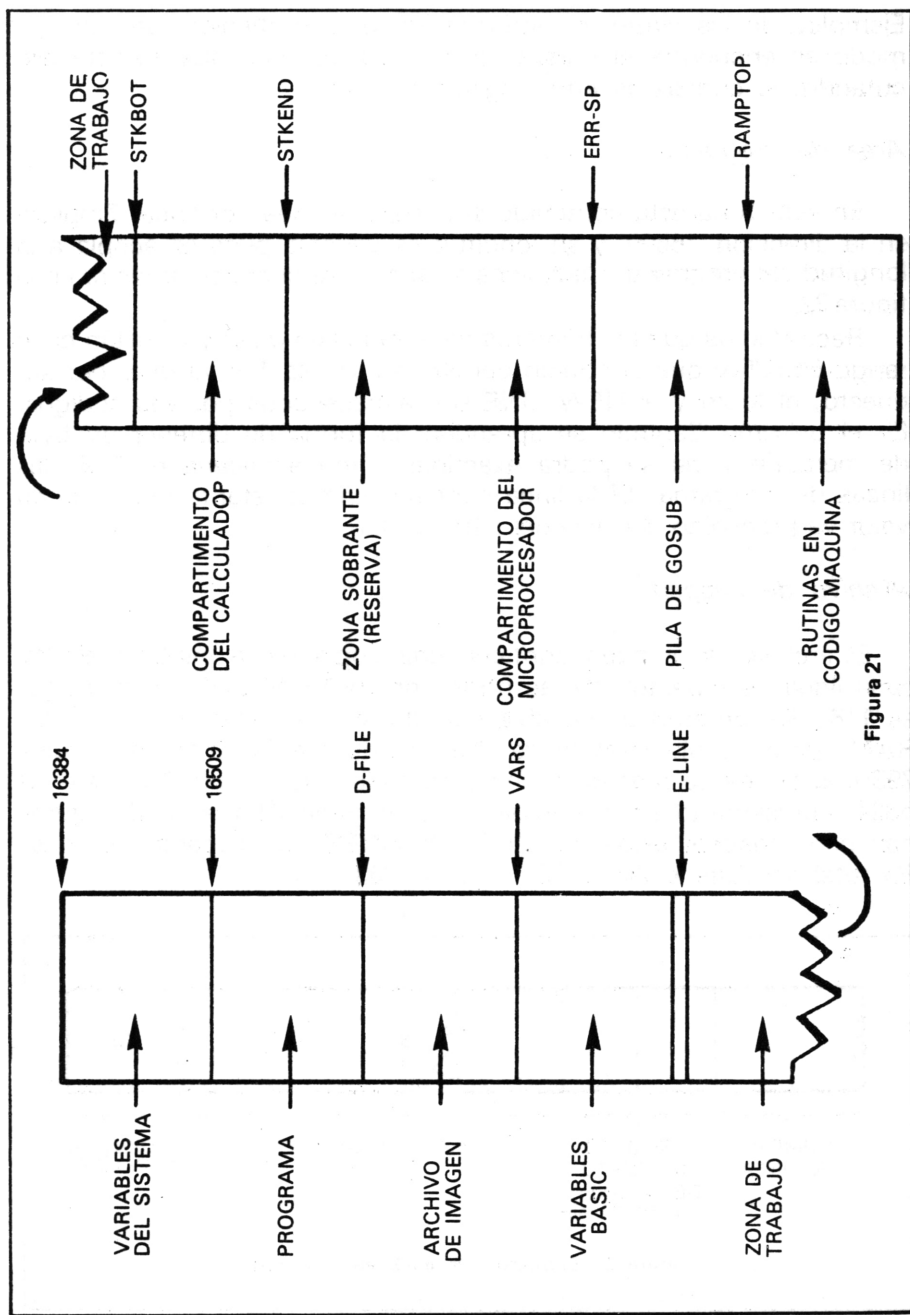 VARIABLES
DEL SISTEMA
16384
PROGRAMA
16509
ARCHIVO
DE IMAGEN
D-FILE
VARIABLES
BASIC
VARS
E-LINE
ZONA DE
TRABAJO
ZONA DE
TRABAJO
STKBOT
COMPARTIMENTO
DEL CALCULADOP
STKEND
ZONA SOBRANTE
(RESERVA)
COMPARTIMENTO DEL
MICROPROCESADOR
ERR-SP
PILA DE GOSUB
RAMPTOP
RUTINAS EN
CODIGO MAQUINA
Figura 21